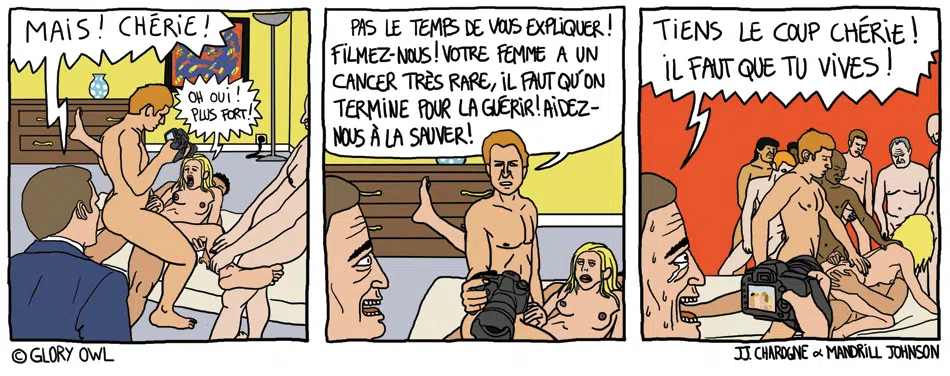 MAIS! CHÉRIE!
OH OUI!
PLUS FORT!
PAS LE TEMPS DE VOUS EXPLIQUER!
FILMEZ-NOUS! VOTRE FEMME A UN
CANCER TRÈS RARE, IL FAUT QU'ON
TERMINE POUR LA GUÉRIR! AIDEZ-
NOUS À LA SAUVER!
TIENS LE COUP CHÉRIE!
IL FAUT QUE TU VIVES!
© GLORY OWL
J.J. CHAROGNE & MANDRILL JOHNSON